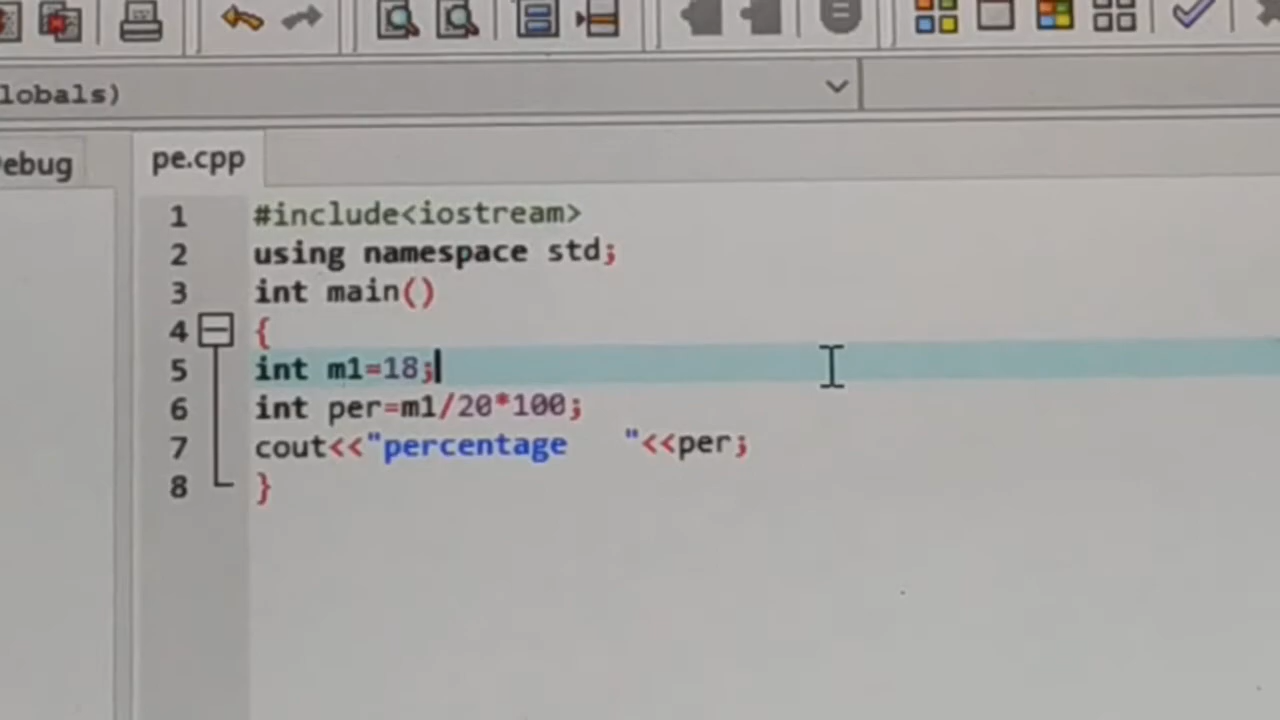 lobals)
ebug
pe.cpp
1 #include<iostream>
2 using namespace std;
3 int main()
4 {
5 int m1=18;
6 int per=m1/20*100;
7 cout<<"percentage   "<<per;
8 }